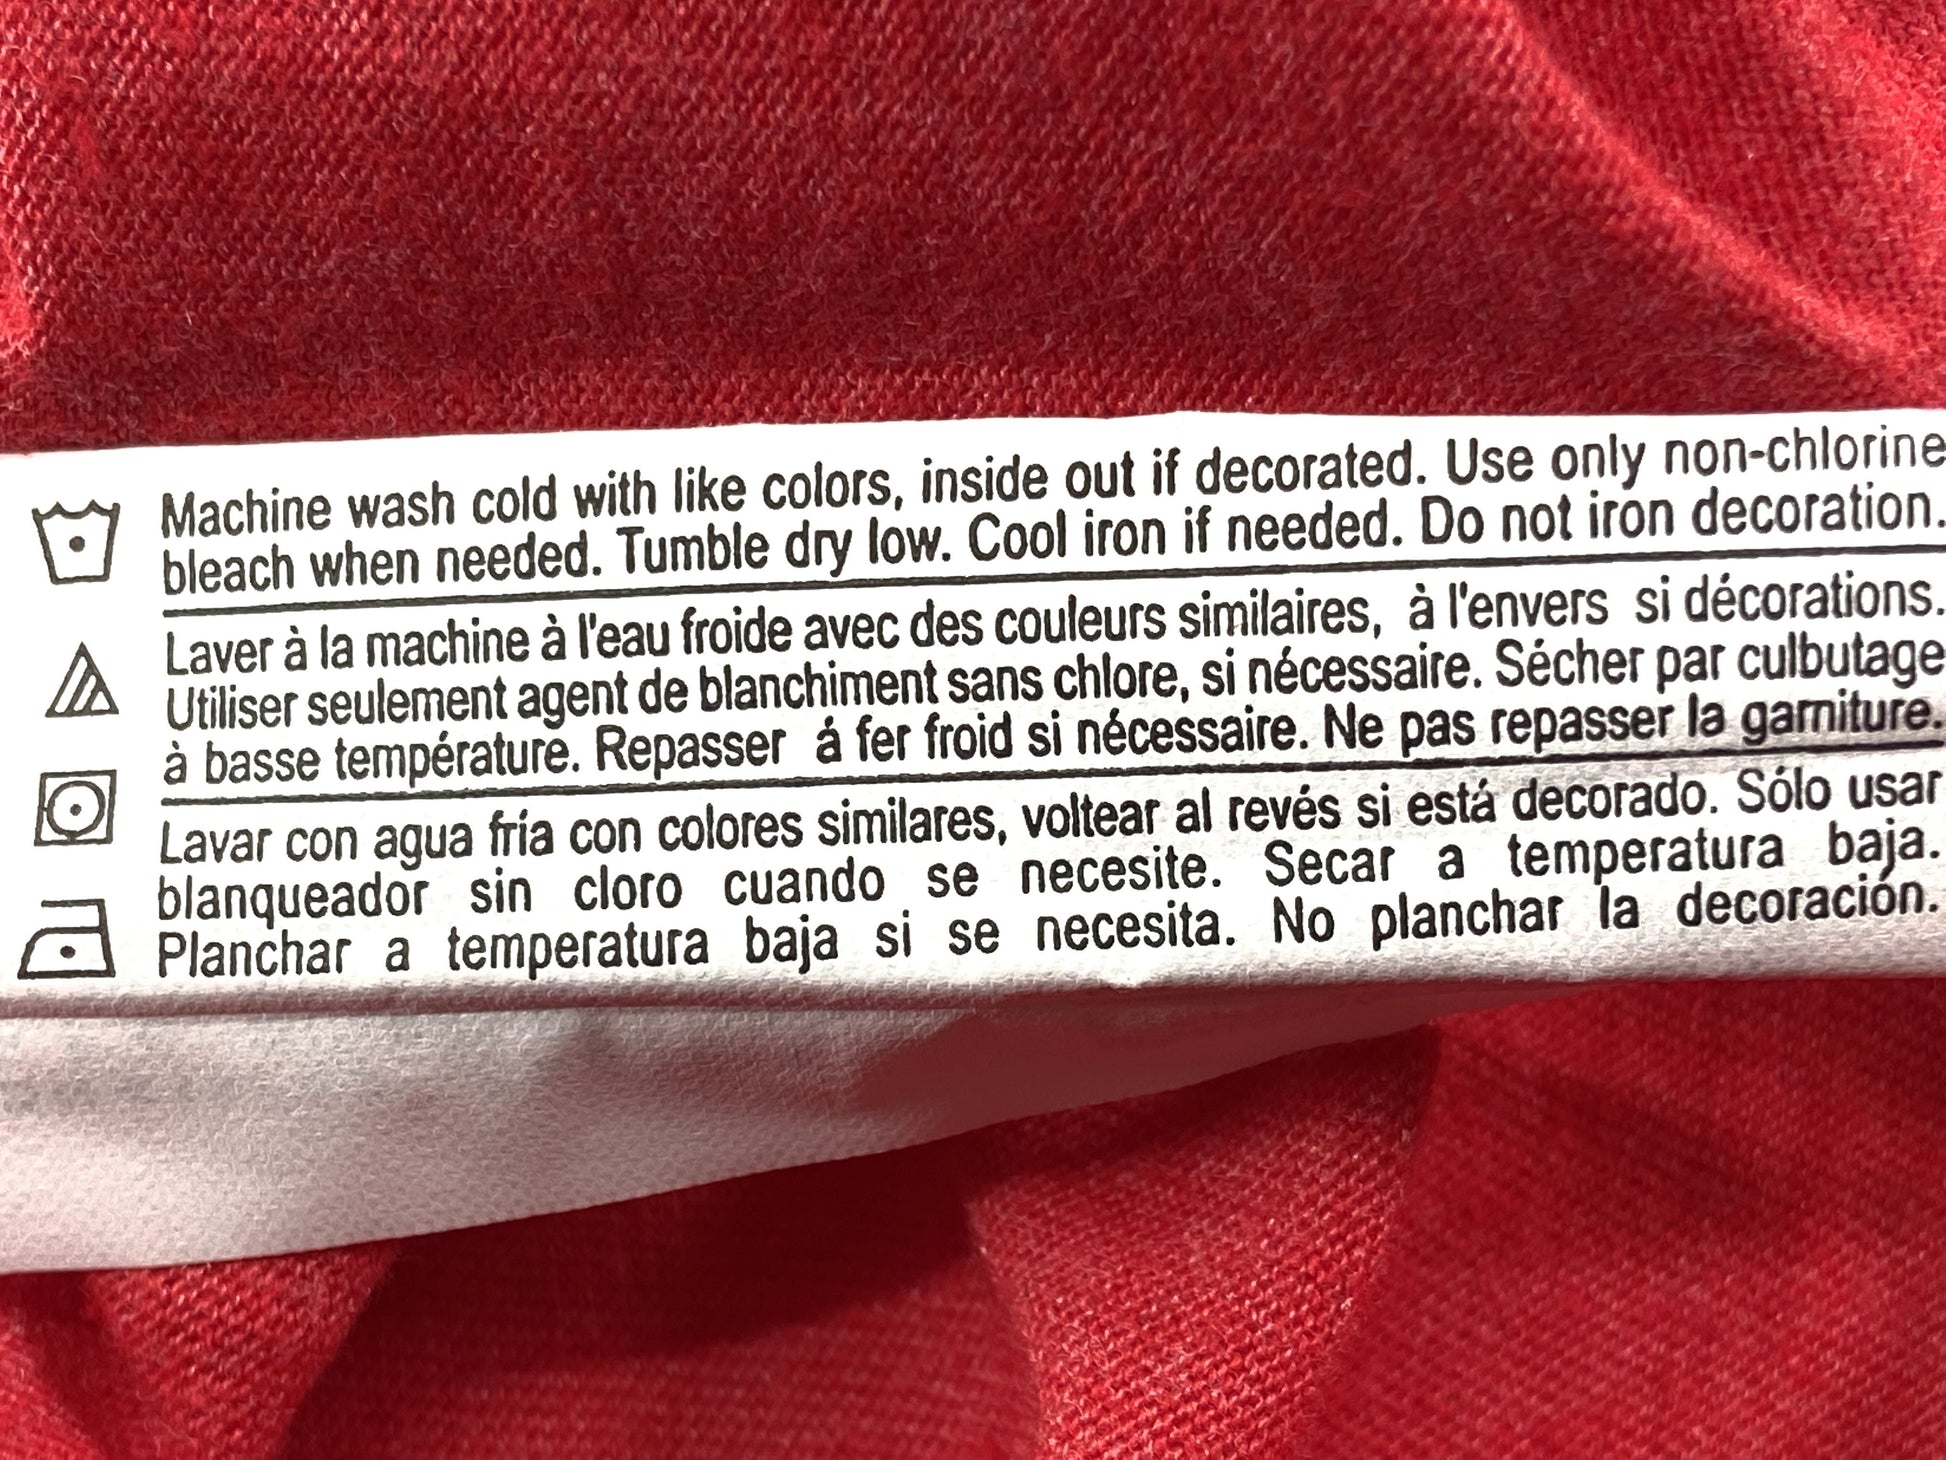 Machine wash cold with like colors, inside out if decorated. Use only non-chlorine
bleach when needed. Tumble dry low. Cool iron if needed. Do not iron decoration.
Laver à la machine à l'eau froide avec des couleurs similaires, à l'envers si décorations.
Utiliser seulement agent de blanchiment sans chlore, si nécessaire. Sécher par culbutage
à basse température. Repasser á fer froid si nécessaire. Ne pas repasser la garniture.
Lavar con agua fría con colores similares, voltear al revés si está decorado. Sólo usar
blanqueador sin cloro cuando se necesite. Secar a temperatura baja.
Planchar a temperatura baja si se necesita. No planchar la decoración.